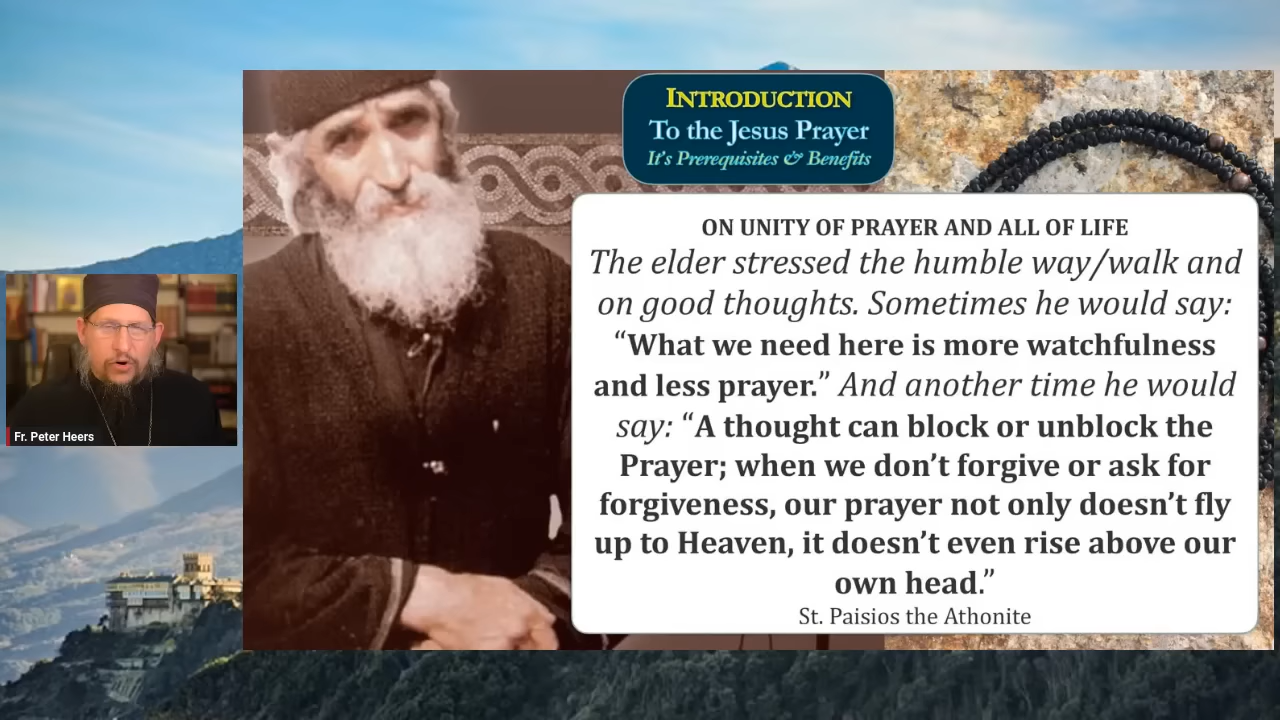 INTRODUCTION
To the Jesus Prayer
It's Prerequisites & Benefits
ON UNITY OF PRAYER AND ALL OF LIFE
The elder stressed the humble way/walk and
on good thoughts. Sometimes he would say:
“What we need here is more watchfulness
and less prayer.” And another time he would
say: “A thought can block or unblock the
Prayer; when we don’t forgive or ask for
forgiveness, our prayer not only doesn’t fly
up to Heaven, it doesn’t even rise above our
own head.”
St. Paisios the Athonite
Fr. Peter Heers